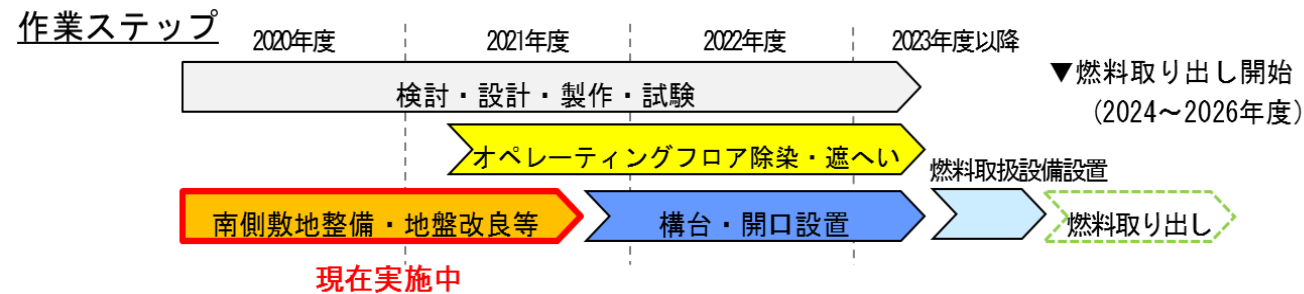 作業ステップ
2020年度 2021年度 2022年度 2023年度以降
▼燃料取り出し開始
(2024～2026年度)
検討・設計・製作・試験
オペレーティングフロア除染・遮へい
燃料取扱設備設置
南側敷地整備・地盤改良等 構台・開口設置 燃料取り出し
現在実施中